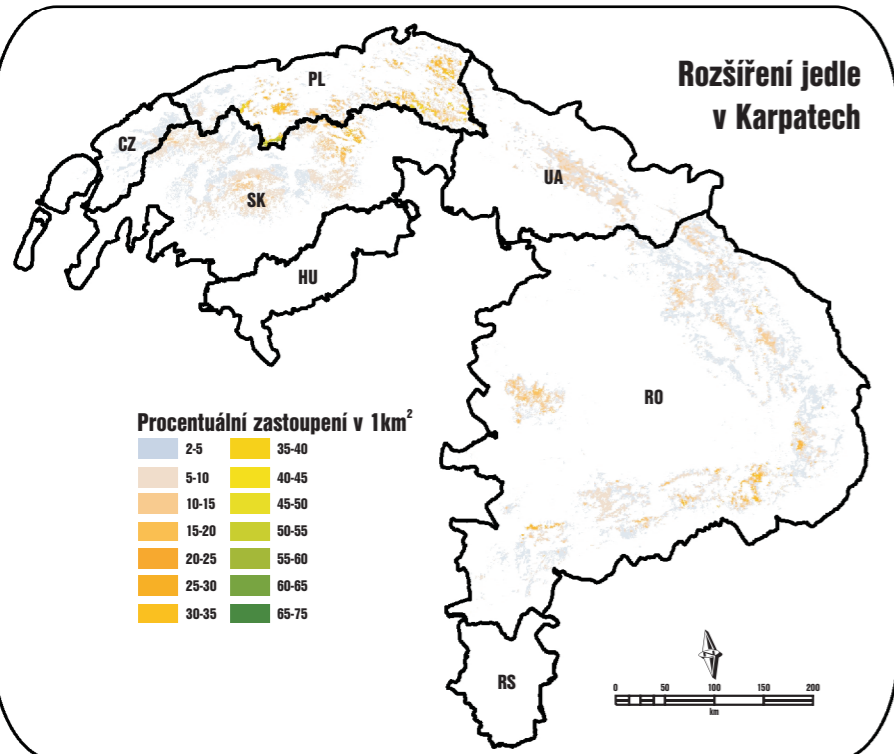 Rozšíření jedle
v Karpatech
PL
CZ
SK
UA
HU
RO
RS
Procentuální zastoupení v 1km²
2-5
5-10
10-15
15-20
20-25
25-30
30-35
35-40
40-45
45-50
50-55
55-60
60-65
65-75
0 50 100 150 200
km